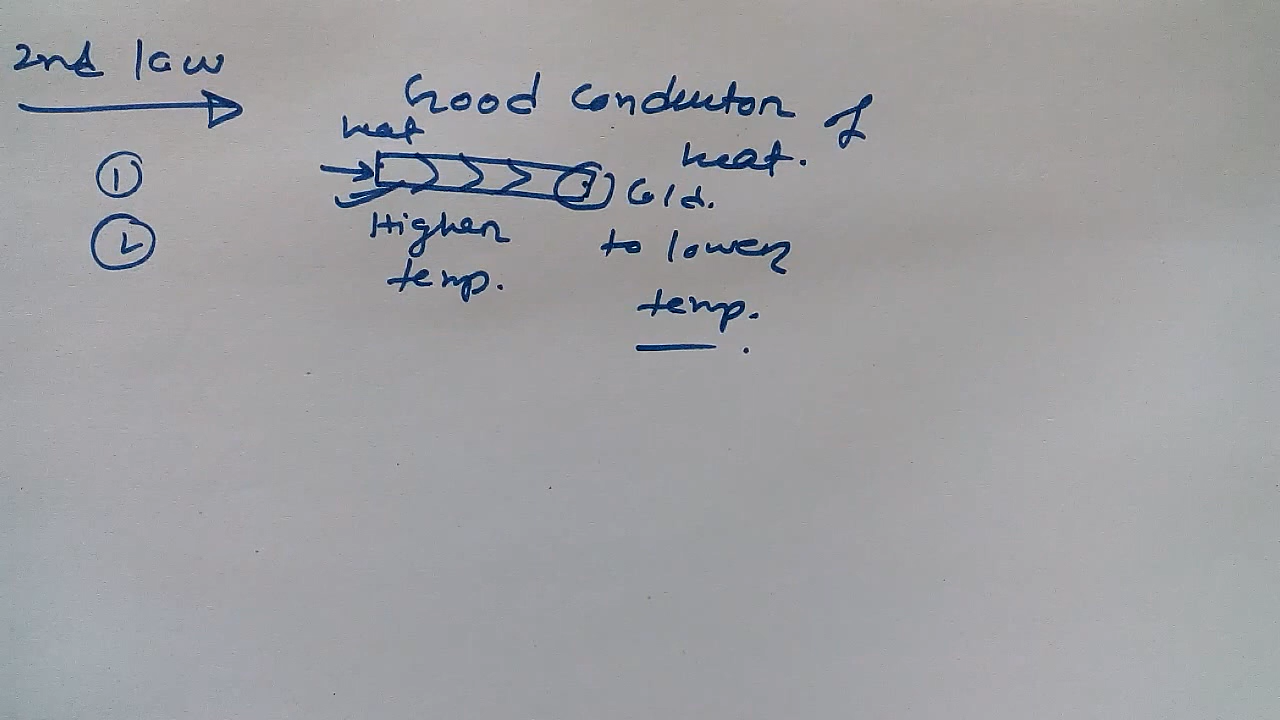 2nd law
Good conductor of
heat.
heat
Cold.
Higher
temp.
to lower
temp.
1
2